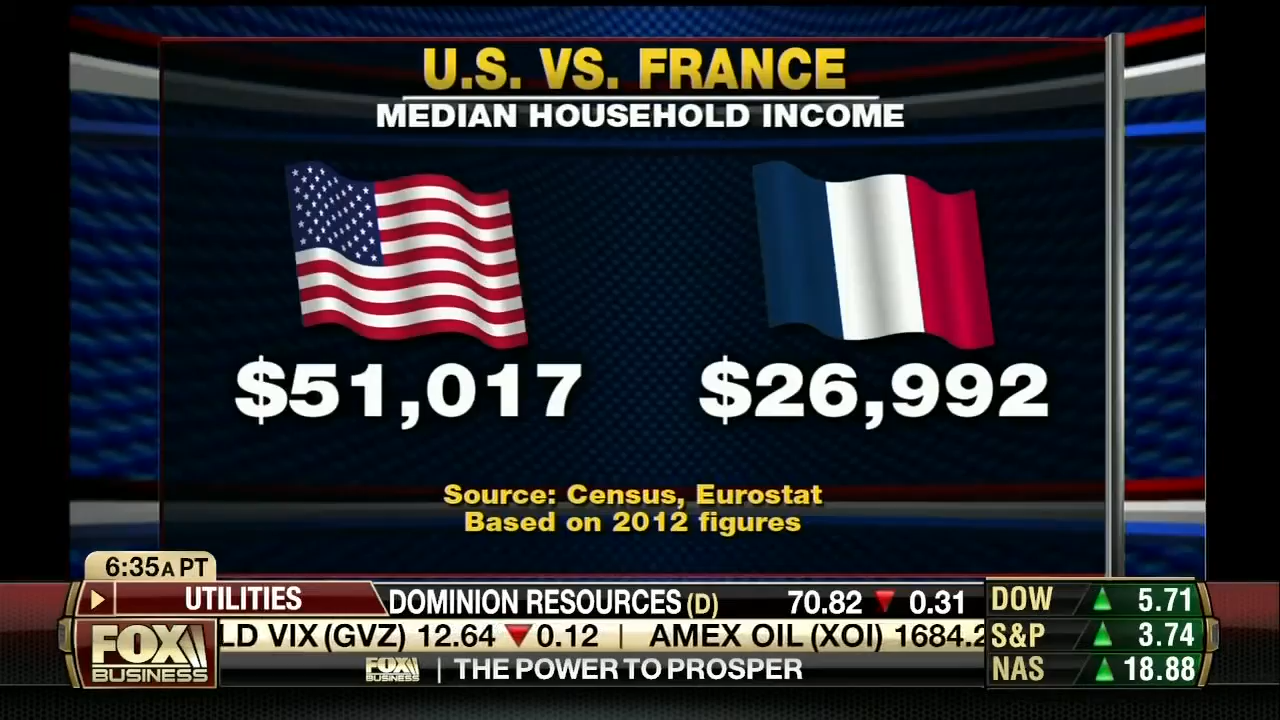 U.S. VS. FRANCE
MEDIAN HOUSEHOLD INCOME
$51,017 $26,992
Source: Census, Eurostat
Based on 2012 figures
6:35A PT
UTILITIES DOMINION RESOURCES (D) 70.82 ▼ 0.31 DOW ▲ 5.71
LD VIX (GVZ) 12.64 ▼ 0.12 | AMEX OIL (XOI) 1684.2 S&P ▲ 3.74
FOX BUSINESS FOX BUSINESS | THE POWER TO PROSPER NAS ▲ 18.88